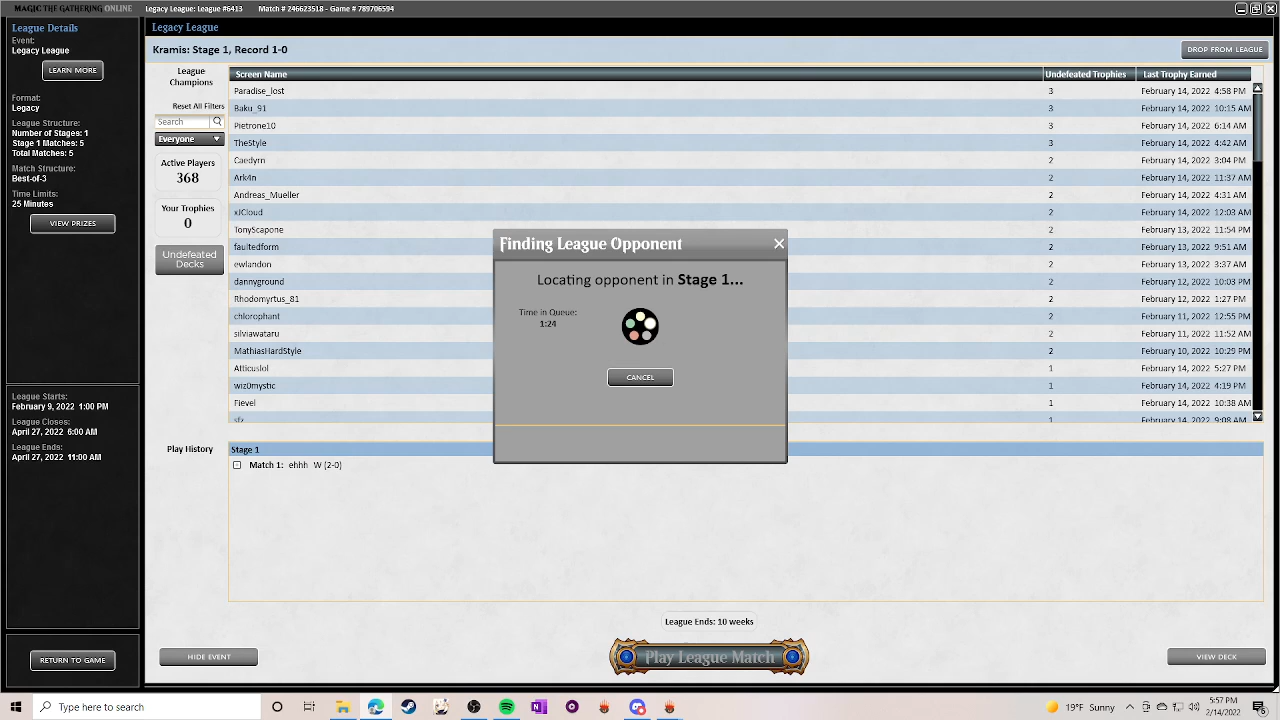 MAGIC THE GATHERING ONLINE Legacy League: League #6413 Match # 246623518 - Game # 789706594
League Details
Event:
Legacy League
LEARN MORE
Format:
Legacy
League Structure:
Number of Stages: 1
Stage 1 Matches: 5
Total Matches: 5
Match Structure:
Best-of-3
Time Limits:
25 Minutes
VIEW PRIZES
League Starts:
February 9, 2022 1:00 PM
League Closes:
April 27, 2022 6:00 AM
League Ends:
April 27, 2022 11:00 AM
RETURN TO GAME
Legacy League
Kramis: Stage 1, Record 1-0
DROP FROM LEAGUE
League
Champions
Reset All Filters
Search
Everyone
Active Players
368
Your Trophies
0
Undefeated
Decks
Screen Name Undefeated Trophies Last Trophy Earned
Paradise_lost 3 February 14, 2022 4:58 PM
Baku_91 3 February 14, 2022 10:15 AM
Pietrone10 3 February 14, 2022 6:14 AM
TheStyle 3 February 14, 2022 4:42 AM
Caedyrn 2 February 14, 2022 3:04 PM
Ark4n 2 February 14, 2022 11:37 AM
Andreas_Mueller 2 February 14, 2022 4:31 AM
xJCloud 2 February 14, 2022 12:03 AM
TonyScapone 2 February 13, 2022 11:54 PM
faultedform 2 February 13, 2022 9:51 AM
ewlandon 2 February 13, 2022 3:37 AM
dannyground 2 February 12, 2022 10:03 PM
Rhodomyrtus_81 2 February 12, 2022 1:27 PM
chlorophant 2 February 11, 2022 12:55 PM
silviawataru 2 February 11, 2022 11:52 AM
MathiasHardStyle 2 February 10, 2022 10:29 PM
Atticuslol 1 February 14, 2022 5:27 PM
wiz0mystic 1 February 14, 2022 4:19 PM
Fievel 1 February 14, 2022 10:38 AM
sfz 1 February 14, 2022 9:08 AM
Finding League Opponent
Locating opponent in Stage 1...
Time in Queue:
1:24
CANCEL
Play History
Stage 1
Match 1: ehhh W (2-0)
League Ends: 10 weeks
HIDE EVENT
Play League Match
VIEW DECK
Type here to search
19°F Sunny
5:57 PM
2/14/2022